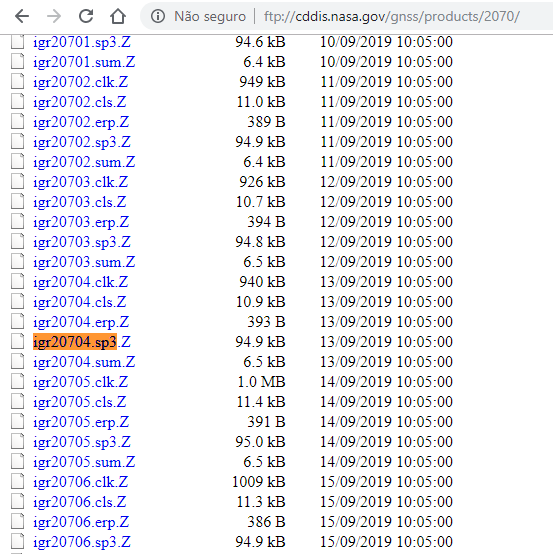 Não seguro | ftp://cddis.nasa.gov/gnss/products/2070/
igr20701.sp3.Z 94.6 kB 10/09/2019 10:05:00
igr20701.sum.Z 6.4 kB 10/09/2019 10:05:00
igr20702.clk.Z 949 kB 11/09/2019 10:05:00
igr20702.cls.Z 11.0 kB 11/09/2019 10:05:00
igr20702.erp.Z 389 B 11/09/2019 10:05:00
igr20702.sp3.Z 94.9 kB 11/09/2019 10:05:00
igr20702.sum.Z 6.4 kB 11/09/2019 10:05:00
igr20703.clk.Z 926 kB 12/09/2019 10:05:00
igr20703.cls.Z 10.7 kB 12/09/2019 10:05:00
igr20703.erp.Z 394 B 12/09/2019 10:05:00
igr20703.sp3.Z 94.8 kB 12/09/2019 10:05:00
igr20703.sum.Z 6.5 kB 12/09/2019 10:05:00
igr20704.clk.Z 940 kB 13/09/2019 10:05:00
igr20704.cls.Z 10.9 kB 13/09/2019 10:05:00
igr20704.erp.Z 393 B 13/09/2019 10:05:00
igr20704.sp3.Z 94.9 kB 13/09/2019 10:05:00
igr20704.sum.Z 6.5 kB 13/09/2019 10:05:00
igr20705.clk.Z 1.0 MB 14/09/2019 10:05:00
igr20705.cls.Z 11.4 kB 14/09/2019 10:05:00
igr20705.erp.Z 391 B 14/09/2019 10:05:00
igr20705.sp3.Z 95.0 kB 14/09/2019 10:05:00
igr20705.sum.Z 6.5 kB 14/09/2019 10:05:00
igr20706.clk.Z 1009 kB 15/09/2019 10:05:00
igr20706.cls.Z 11.3 kB 15/09/2019 10:05:00
igr20706.erp.Z 386 B 15/09/2019 10:05:00
igr20706.sp3.Z 94.9 kB 15/09/2019 10:05:00